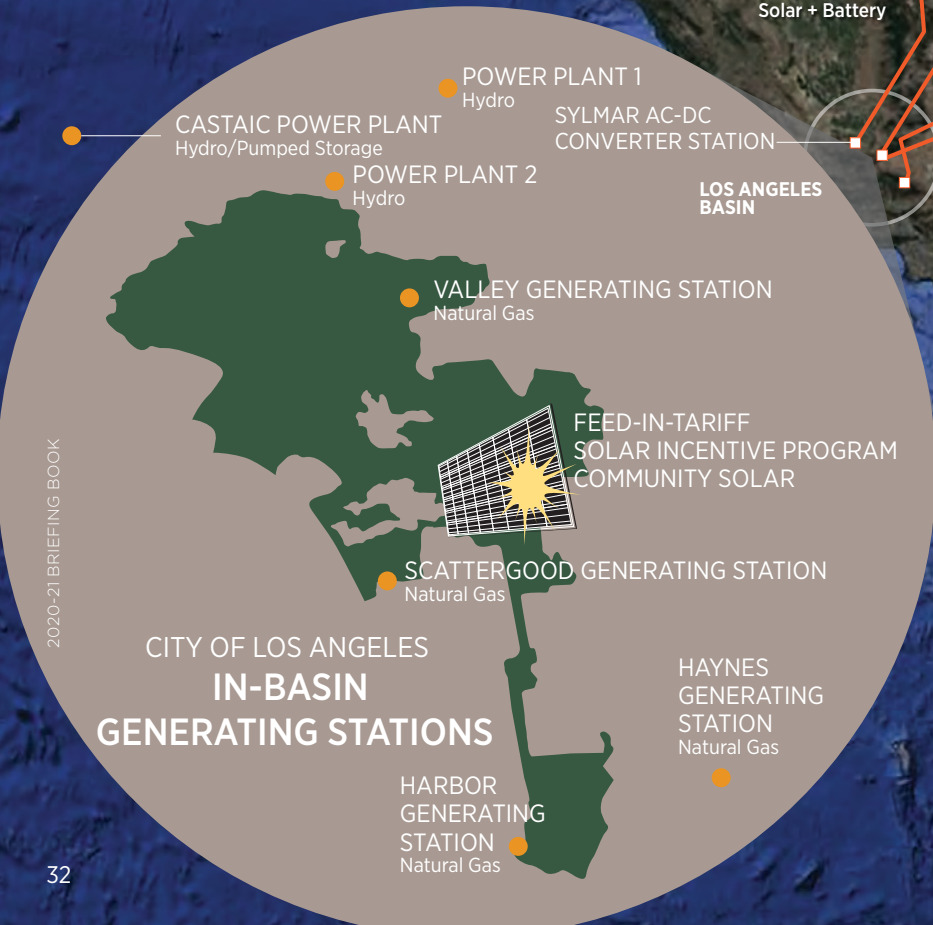 Solar + Battery
POWER PLANT 1
Hydro
SYLMAR AC-DC
CONVERTER STATION
CASTAIC POWER PLANT
Hydro/Pumped Storage
POWER PLANT 2
Hydro
LOS ANGELES
BASIN
VALLEY GENERATING STATION
Natural Gas
FEED-IN-TARIFF
SOLAR INCENTIVE PROGRAM
COMMUNITY SOLAR
2020-21 BRIEFING BOOK
SCATTERGOOD GENERATING STATION
Natural Gas
CITY OF LOS ANGELES
IN-BASIN
GENERATING STATIONS
HAYNES
GENERATING
STATION
Natural Gas
HARBOR
GENERATING
STATION
Natural Gas
32